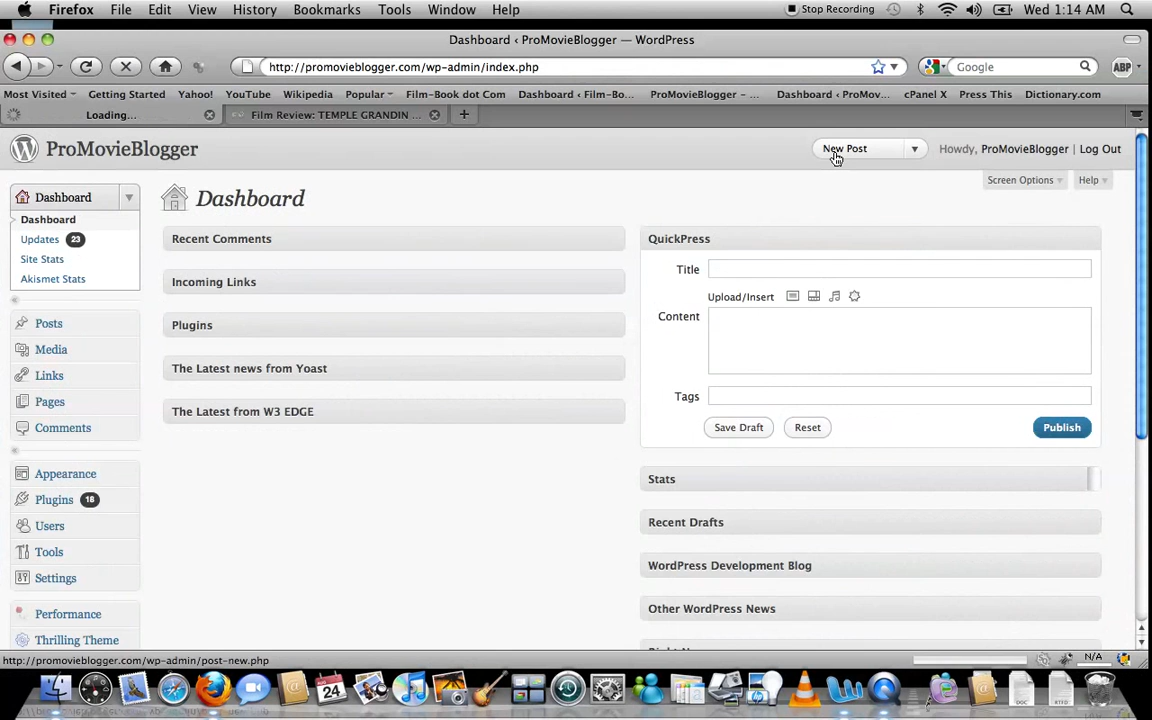 Firefox File Edit View History Bookmarks Tools Window Help Stop Recording Wed 1:14 AM
Dashboard ‹ ProMovieBlogger — WordPress
http://promovieblogger.com/wp-admin/index.php Google ABP
Most Visited Getting Started Yahoo! YouTube Wikipedia Popular Film-Book dot Com Dashboard ‹ Film-Bo... ProMovieBlogger – ... Dashboard ‹ ProMov... cPanel X Press This Dictionary.com
Loading... Film Review: TEMPLE GRANDIN ...
ProMovieBlogger New Post Howdy, ProMovieBlogger | Log Out
Screen Options Help
Dashboard
Dashboard
Dashboard
Updates 23
Site Stats
Akismet Stats
Posts
Media
Links
Pages
Comments
Appearance
Plugins 18
Users
Tools
Settings
Performance
Thrilling Theme
Recent Comments
Incoming Links
Plugins
The Latest news from Yoast
The Latest from W3 EDGE
QuickPress
Title
Upload/Insert
Content
Tags
Save Draft Reset Publish
Stats
Recent Drafts
WordPress Development Blog
Other WordPress News
http://promovieblogger.com/wp-admin/post-new.php N/A
24